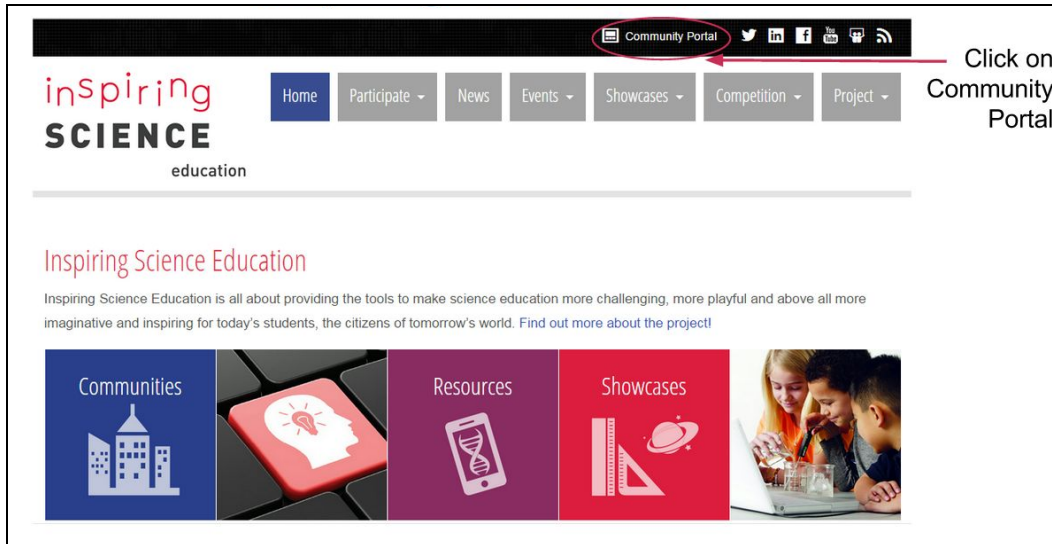 Community Portal
You
Tube
Click on
Community
Portal
inspiring
SCIENCE
education
Home Participate News Events Showcases Competition Project
Inspiring Science Education
Inspiring Science Education is all about providing the tools to make science education more challenging, more playful and above all more
imaginative and inspiring for today's students, the citizens of tomorrow's world. Find out more about the project!
Communities Resources Showcases